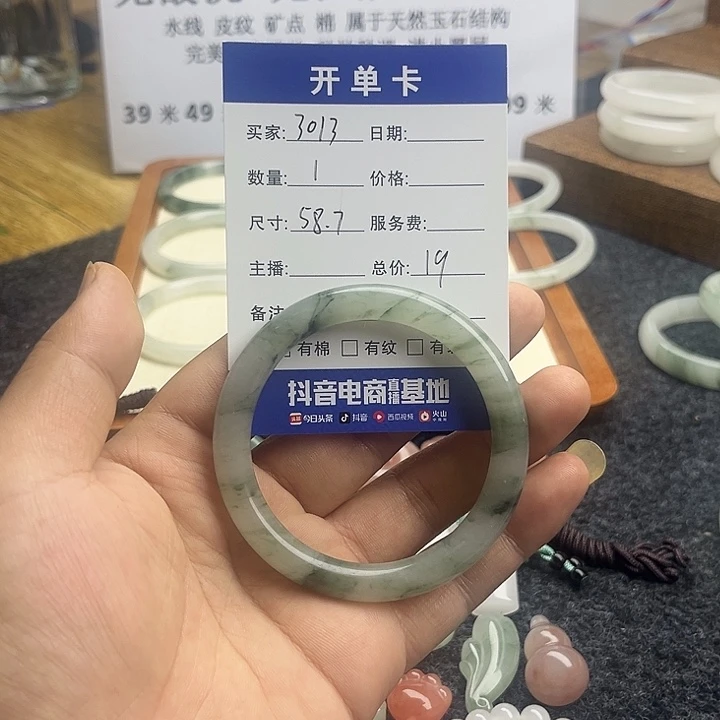 水线 皮纹 矿点 棉 属于天然玉石结构
完美
39 米 49
99 米
开单卡
买家: 3013 日期:
数量: 1 价格:
尺寸: 58.7 服务费:
主播: 总价: 19
备注
有棉 有纹 有
抖音电商直播基地
今日头条 抖音 西瓜视频 火山